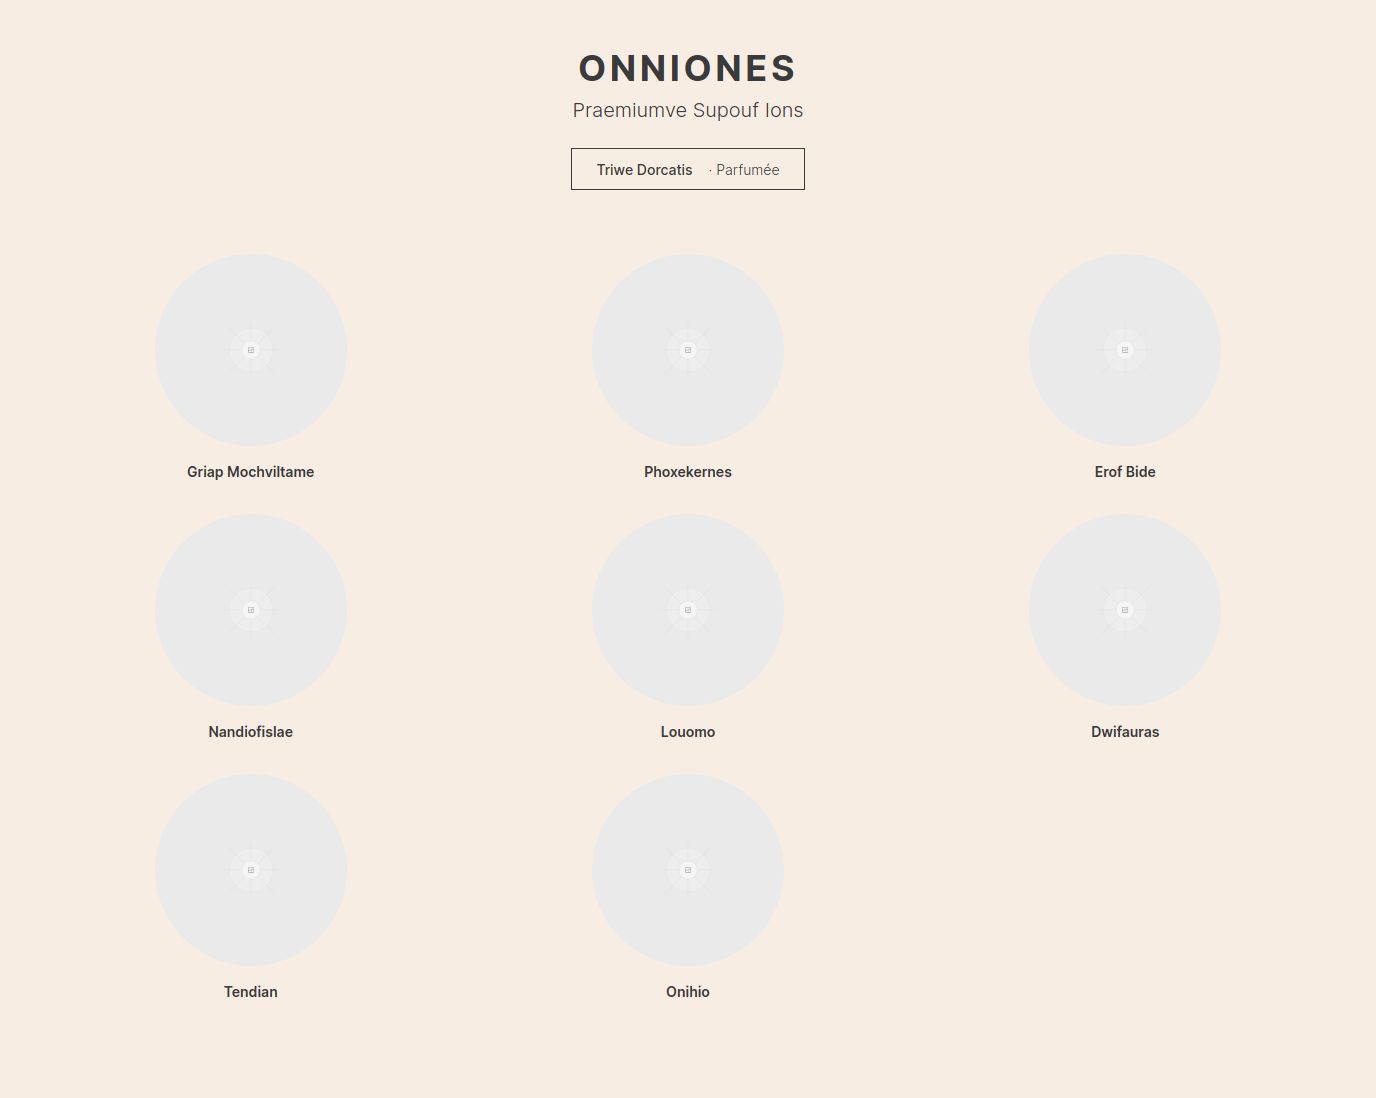 ONNIONES
Praemiumve Supouf Ions
Triwe Dorcatis · Parfumée
Griap Mochviltame
Phoxekernes
Erof Bide
Nandiofislae
Louomo
Dwifauras
Tendian
Onihio